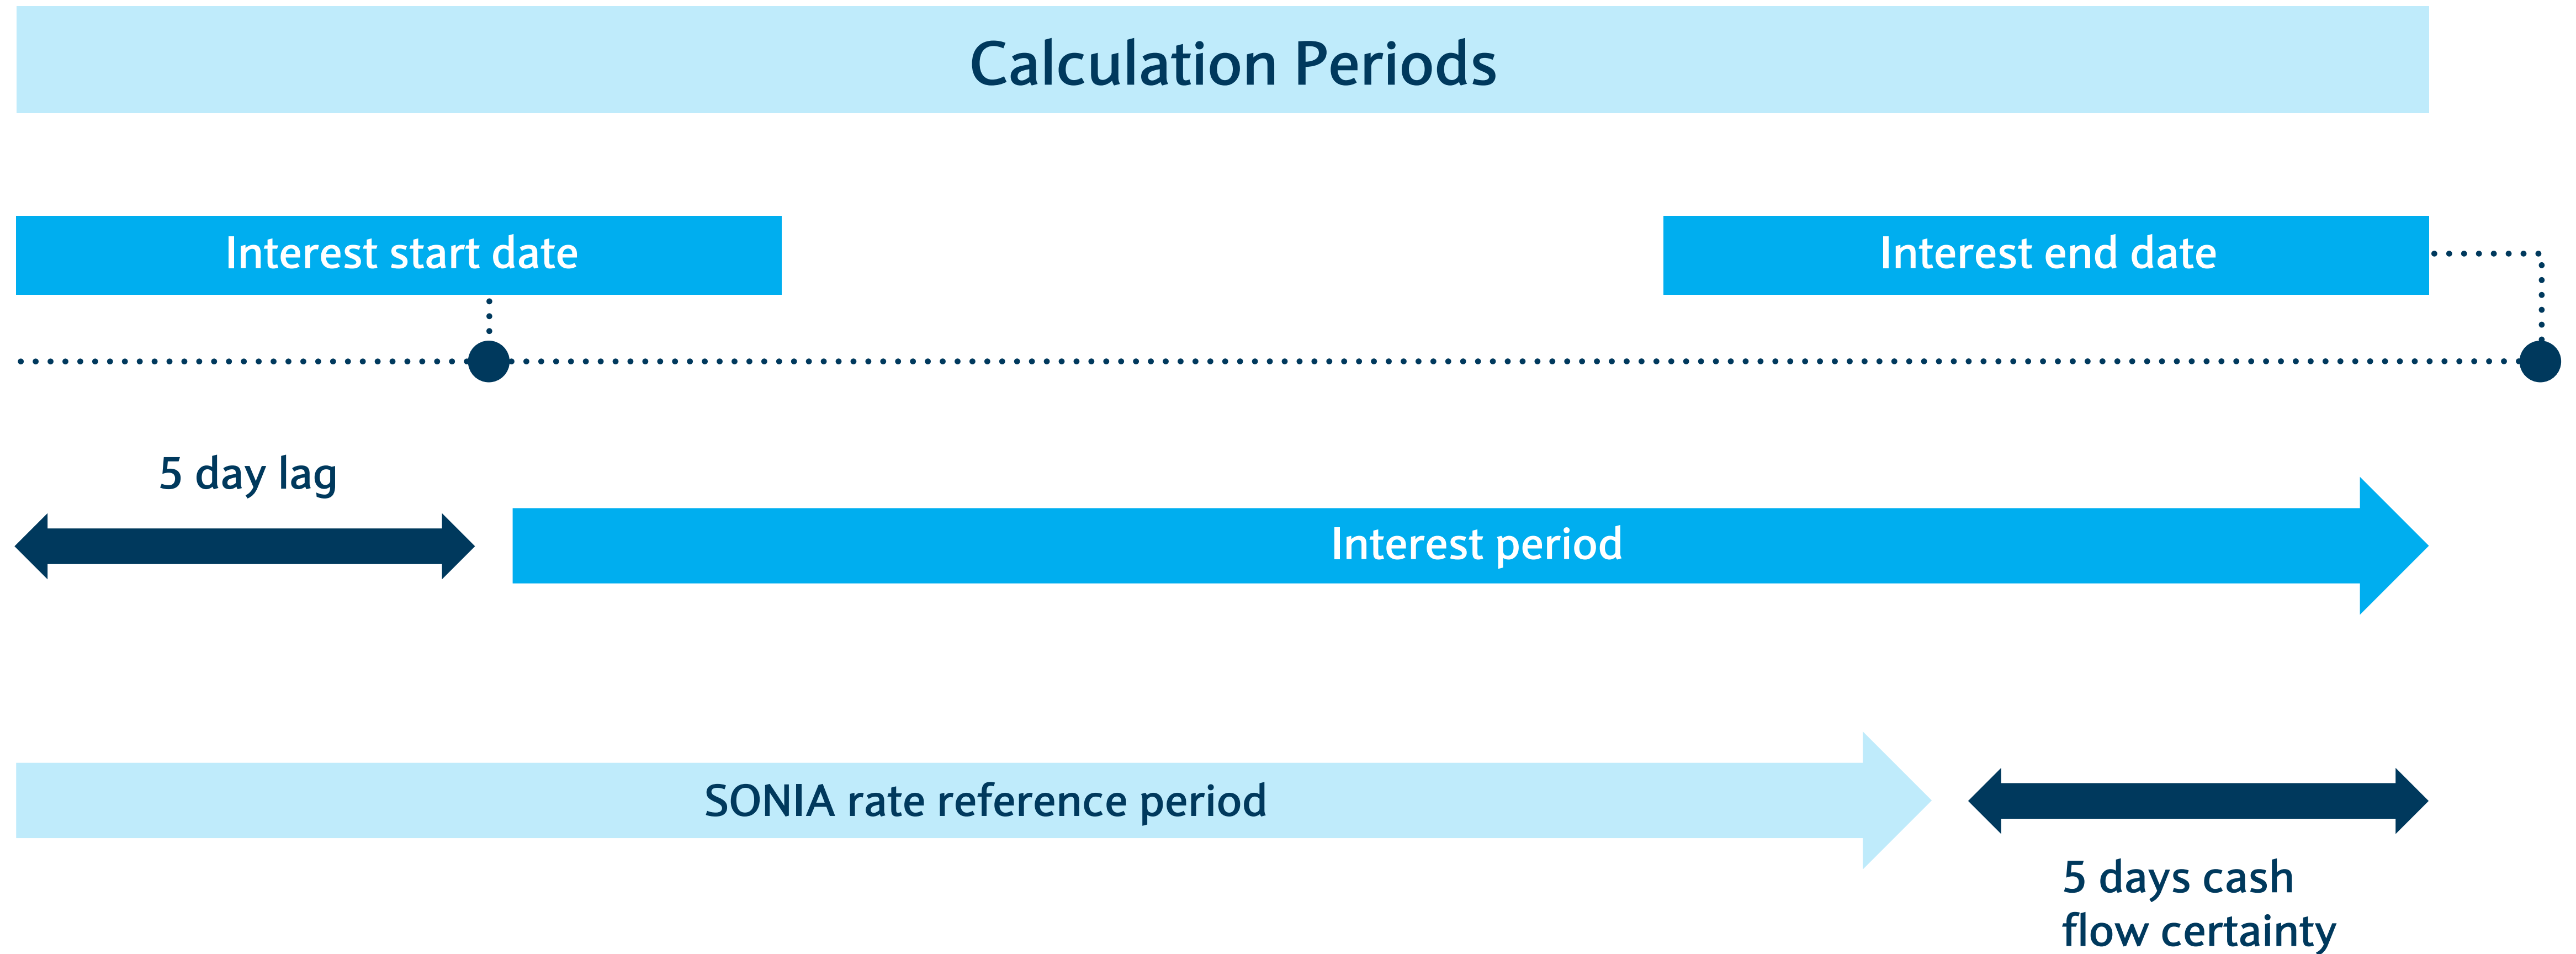 Calculation Periods
Interest start date
Interest end date
5 day lag
Interest period
SONIA rate reference period
5 days cash
flow certainty